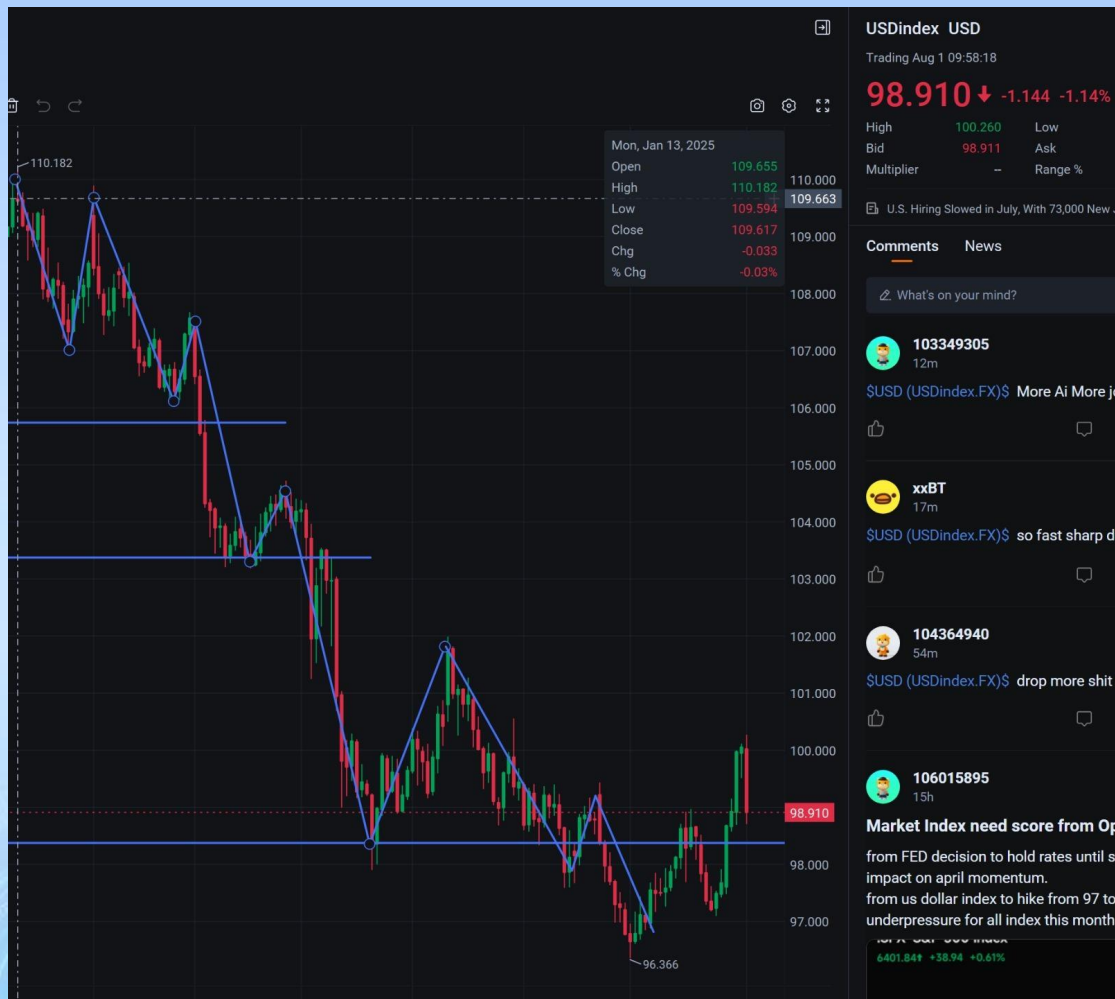 110.182
Mon, Jan 13, 2025
Open 109.655
High 110.182
Low 109.594
Close 109.617
Chg -0.033
% Chg -0.03%
110.000
109.663
109.000
108.000
107.000
106.000
105.000
104.000
103.000
102.000
101.000
100.000
98.910
98.000
97.000
96.366
USDindex USD
Trading Aug 1 09:58:18
98.910 -1.144 -1.14%
High 100.260 Low
Bid 98.911 Ask
Multiplier -- Range %
U.S. Hiring Slowed in July, With 73,000 New
Comments News
What's on your mind?
103349305
12m
$USD (USDindex.FX)$ More Ai More
xxBT
17m
$USD (USDindex.FX)$ so fast sharp
104364940
54m
$USD (USDindex.FX)$ drop more shit
106015895
15h
Market Index need score from
from FED decision to hold rates until
impact on april momentum.
from us dollar index to hike from 97 to
underpressure for all index this month
6401.84 +38.94 +0.61%